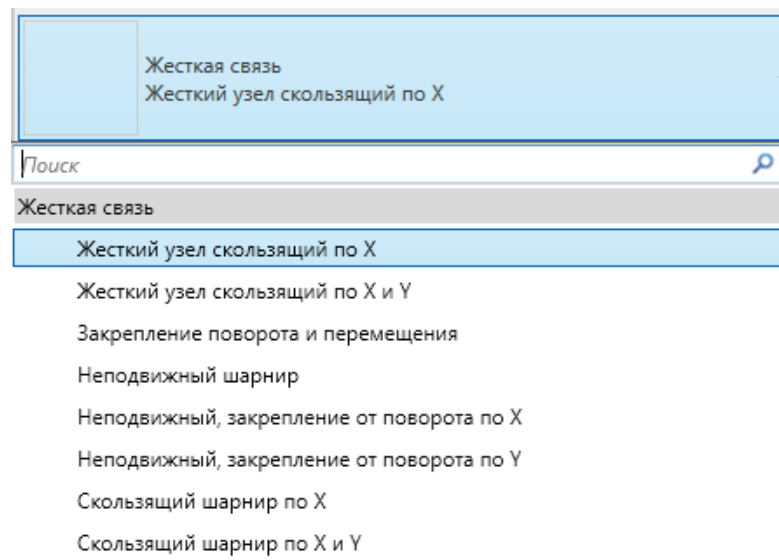 Жесткая связь
Жесткий узел скользящий по X
Поиск
Жесткая связь
Жесткий узел скользящий по X
Жесткий узел скользящий по X и Y
Закрепление поворота и перемещения
Неподвижный шарнир
Неподвижный, закрепление от поворота по X
Неподвижный, закрепление от поворота по Y
Скользящий шарнир по X
Скользящий шарнир по X и Y